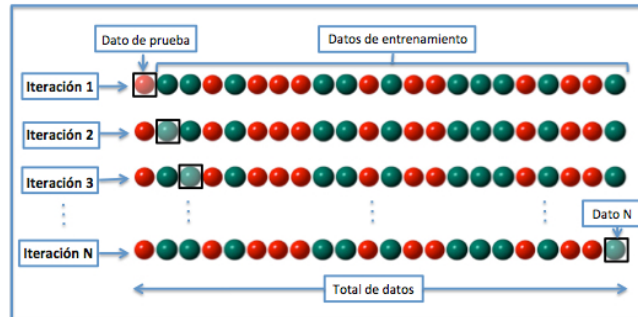 Dato de prueba
Datos de entrenamiento
Iteración 1
Iteración 2
Iteración 3
Dato N
Iteración N
Total de datos